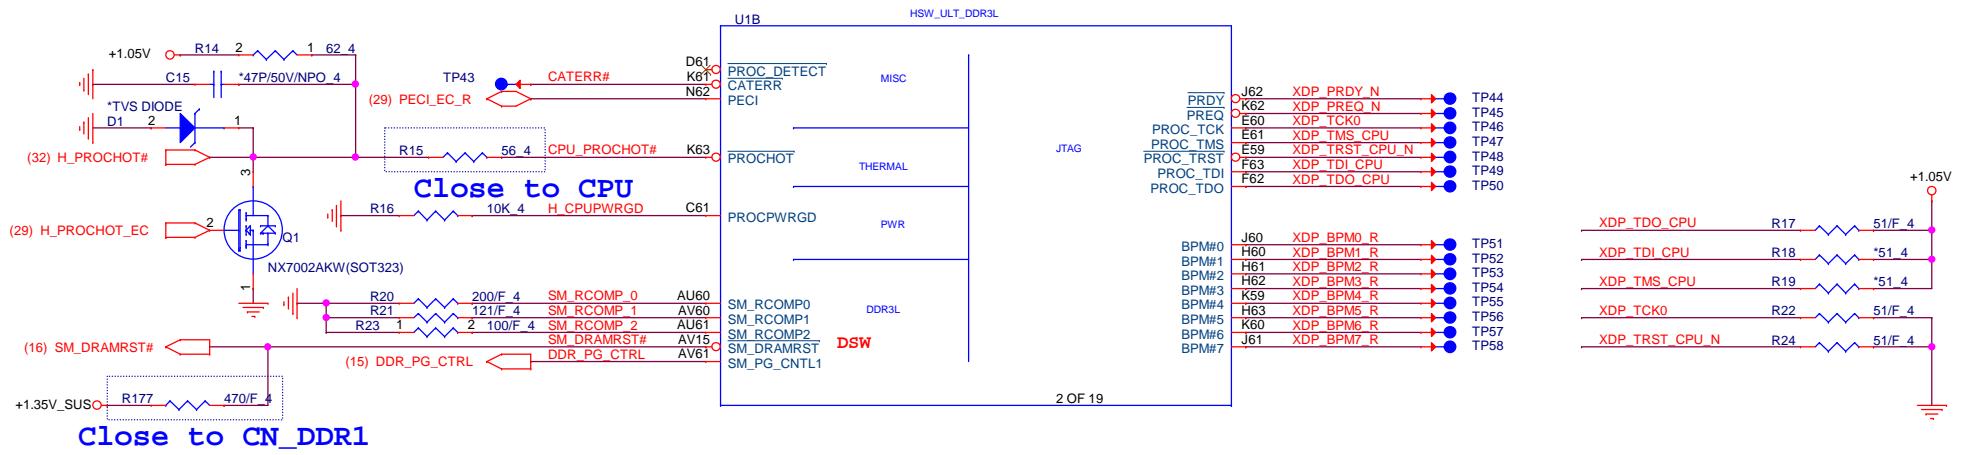 HSW_ULT_DDR3L
U1B
+1.05V R14 2 1 62_4
C15 *47P/50V/NPO_4
*TVS DIODE
D1 2 1
(32) H_PROCHOT#
R15 56_4 CPU_PROCHOT# K63 PROCHOT
Close to CPU
TP43 CATERR# K61 CATERR
D61 PROC_DETECT
(29) PECI_EC_R N62 PECI
3
(29) H_PROCHOT_EC 2
Q1
NX7002AKW(SOT323)
1
R16 10K_4 H_CPUPWRGD C61 PROCPWRGD
R20 200/F_4 SM_RCOMP_0 AU60 SM_RCOMP0
R21 121/F_4 SM_RCOMP_1 AV60 SM_RCOMP1
R23 1 2 100/F_4 SM_RCOMP_2 AU61 SM_RCOMP2
(16) SM_DRAMRST# SM_DRAMRST# AV15 SM_DRAMRST
DSW
(15) DDR_PG_CTRL DDR_PG_CTRL AV61 SM_PG_CNTL1
+1.35V_SUS R177 470/F_4
Close to CN_DDR1
MISC
THERMAL
PWR
DDR3L
JTAG
2 OF 19
PRDY J62 XDP_PRDY_N TP44
PREQ K62 XDP_PREQ_N TP45
PROC_TCK E60 XDP_TCK0 TP46
PROC_TMS E61 XDP_TMS_CPU TP47
PROC_TRST E59 XDP_TRST_CPU_N TP48
PROC_TDI F63 XDP_TDI_CPU TP49
PROC_TDO F62 XDP_TDO_CPU TP50
BPM#0 J60 XDP_BPM0_R TP51
BPM#1 H60 XDP_BPM1_R TP52
BPM#2 H61 XDP_BPM2_R TP53
BPM#3 H62 XDP_BPM3_R TP54
BPM#4 K59 XDP_BPM4_R TP55
BPM#5 H63 XDP_BPM5_R TP56
BPM#6 K60 XDP_BPM6_R TP57
BPM#7 J61 XDP_BPM7_R TP58
+1.05V
XDP_TDO_CPU R17 51/F_4
XDP_TDI_CPU R18 *51_4
XDP_TMS_CPU R19 *51_4
XDP_TCK0 R22 51/F_4
XDP_TRST_CPU_N R24 51/F_4